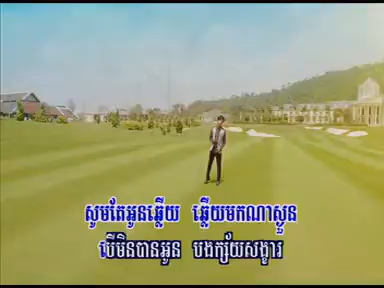 សូមតែអូនឆ្លើយ ឆ្លើយមកណាស្ងួន
បើមិនបានអូន បងក្ស័យសង្ខារ